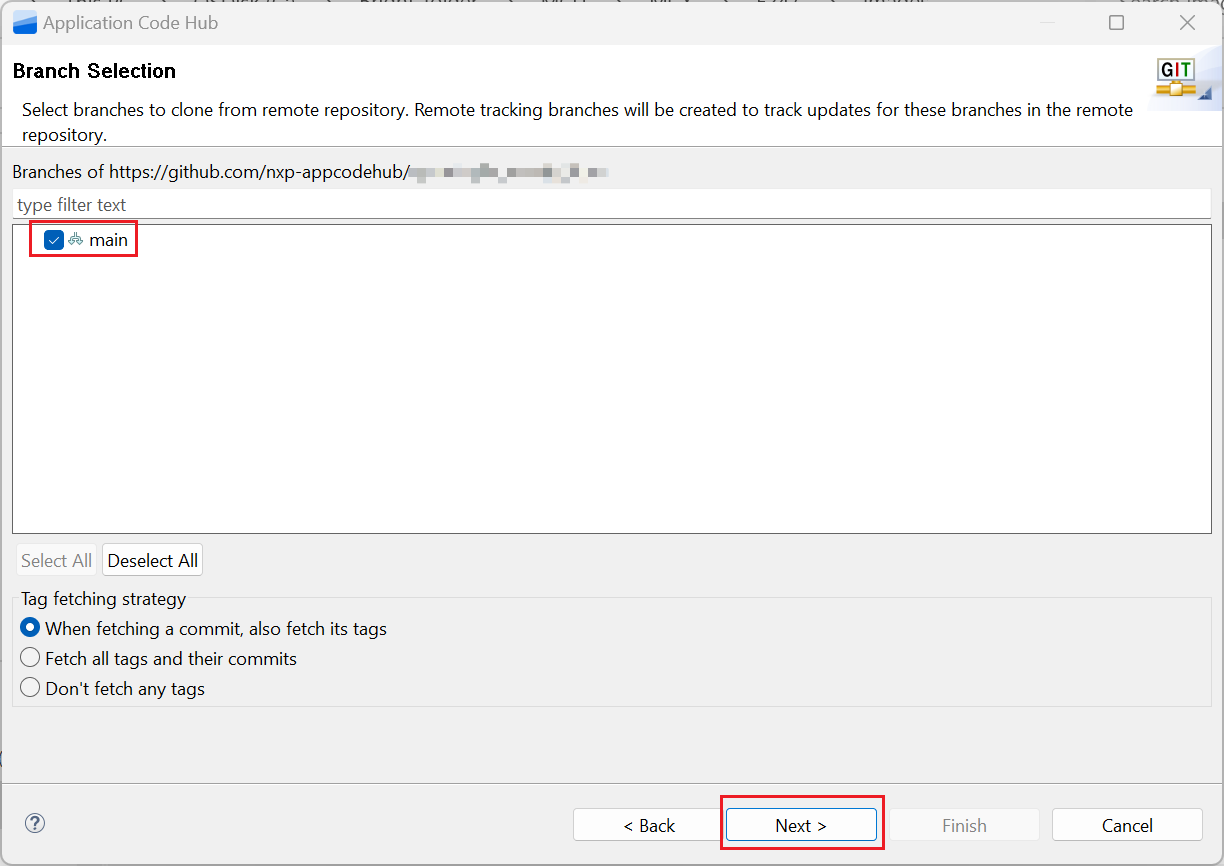 Application Code Hub
Branch Selection
GIT
Select branches to clone from remote repository. Remote tracking branches will be created to track updates for these branches in the remote
repository.
Branches of https://github.com/nxp-appcodehub/
type filter text
main
Select All
Deselect All
Tag fetching strategy
When fetching a commit, also fetch its tags
Fetch all tags and their commits
Don't fetch any tags
< Back
Next >
Finish
Cancel